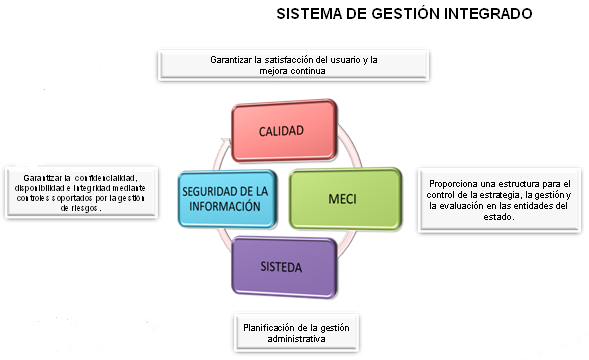 SISTEMA DE GESTIÓN INTEGRADO
Garantizar la satisfacción del usuario y la
mejora continua
CALIDAD
Garantizar la confidencialidad,
disponibilidad e Integridad mediante
controles soportados por la gestión
de riesgos.
SEGURIDAD DE LA
INFORMACIÓN
MECI
Proporciona una estructura para el
control de la estrategia, la gestión y
la evaluación en las entidades del
estado.
SISTEDA
Planificación de la gestión
administrativa